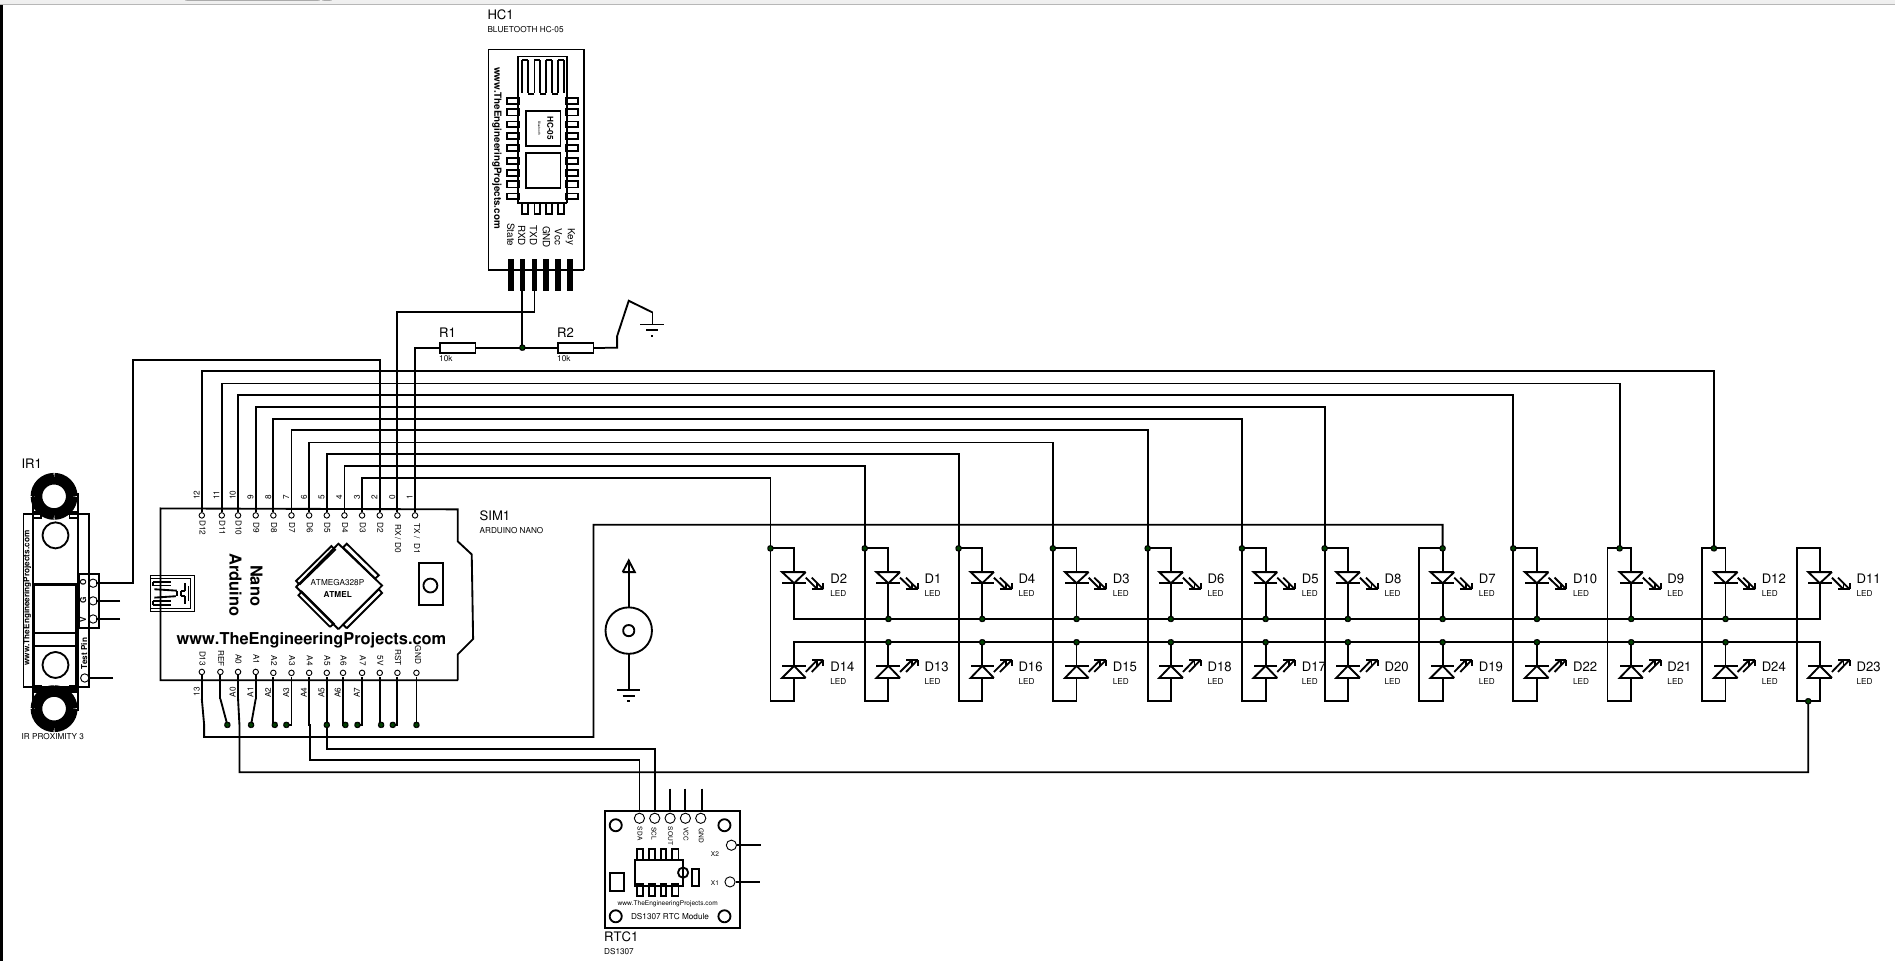 HC1
BLUETOOTH HC-05
www.TheEngineeringProjects.com
HC-05
State
RXD
TXD
GND
Vcc
Key
R1
10k
R2
10k
IR1
www.TheEngineeringProjects.com
O
G
V
Test Pin
IR PROXIMITY 3
SIM1
ARDUINO NANO
12
11
10
9
8
7
6
5
4
3
2
0
1
D12
D11
D10
D9
D8
D7
D6
D5
D4
D3
D2
RX / D0
TX / D1
Arduino
Nano
ATMEGA328P
ATMEL
www.TheEngineeringProjects.com
D13
REF
A0
A1
A2
A3
A4
A5
A6
A7
5V
RST
GND
13
A0
A1
A2
A3
A4
A5
A6
A7
D2
LED
D1
LED
D4
LED
D3
LED
D6
LED
D5
LED
D8
LED
D7
LED
D10
LED
D9
LED
D12
LED
D11
LED
D14
LED
D13
LED
D16
LED
D15
LED
D18
LED
D17
LED
D20
LED
D19
LED
D22
LED
D21
LED
D24
LED
D23
LED
SDA
SCL
SOUT
VCC
GND
X2
X1
www.TheEngineeringProjects.com
DS1307 RTC Module
RTC1
DS1307